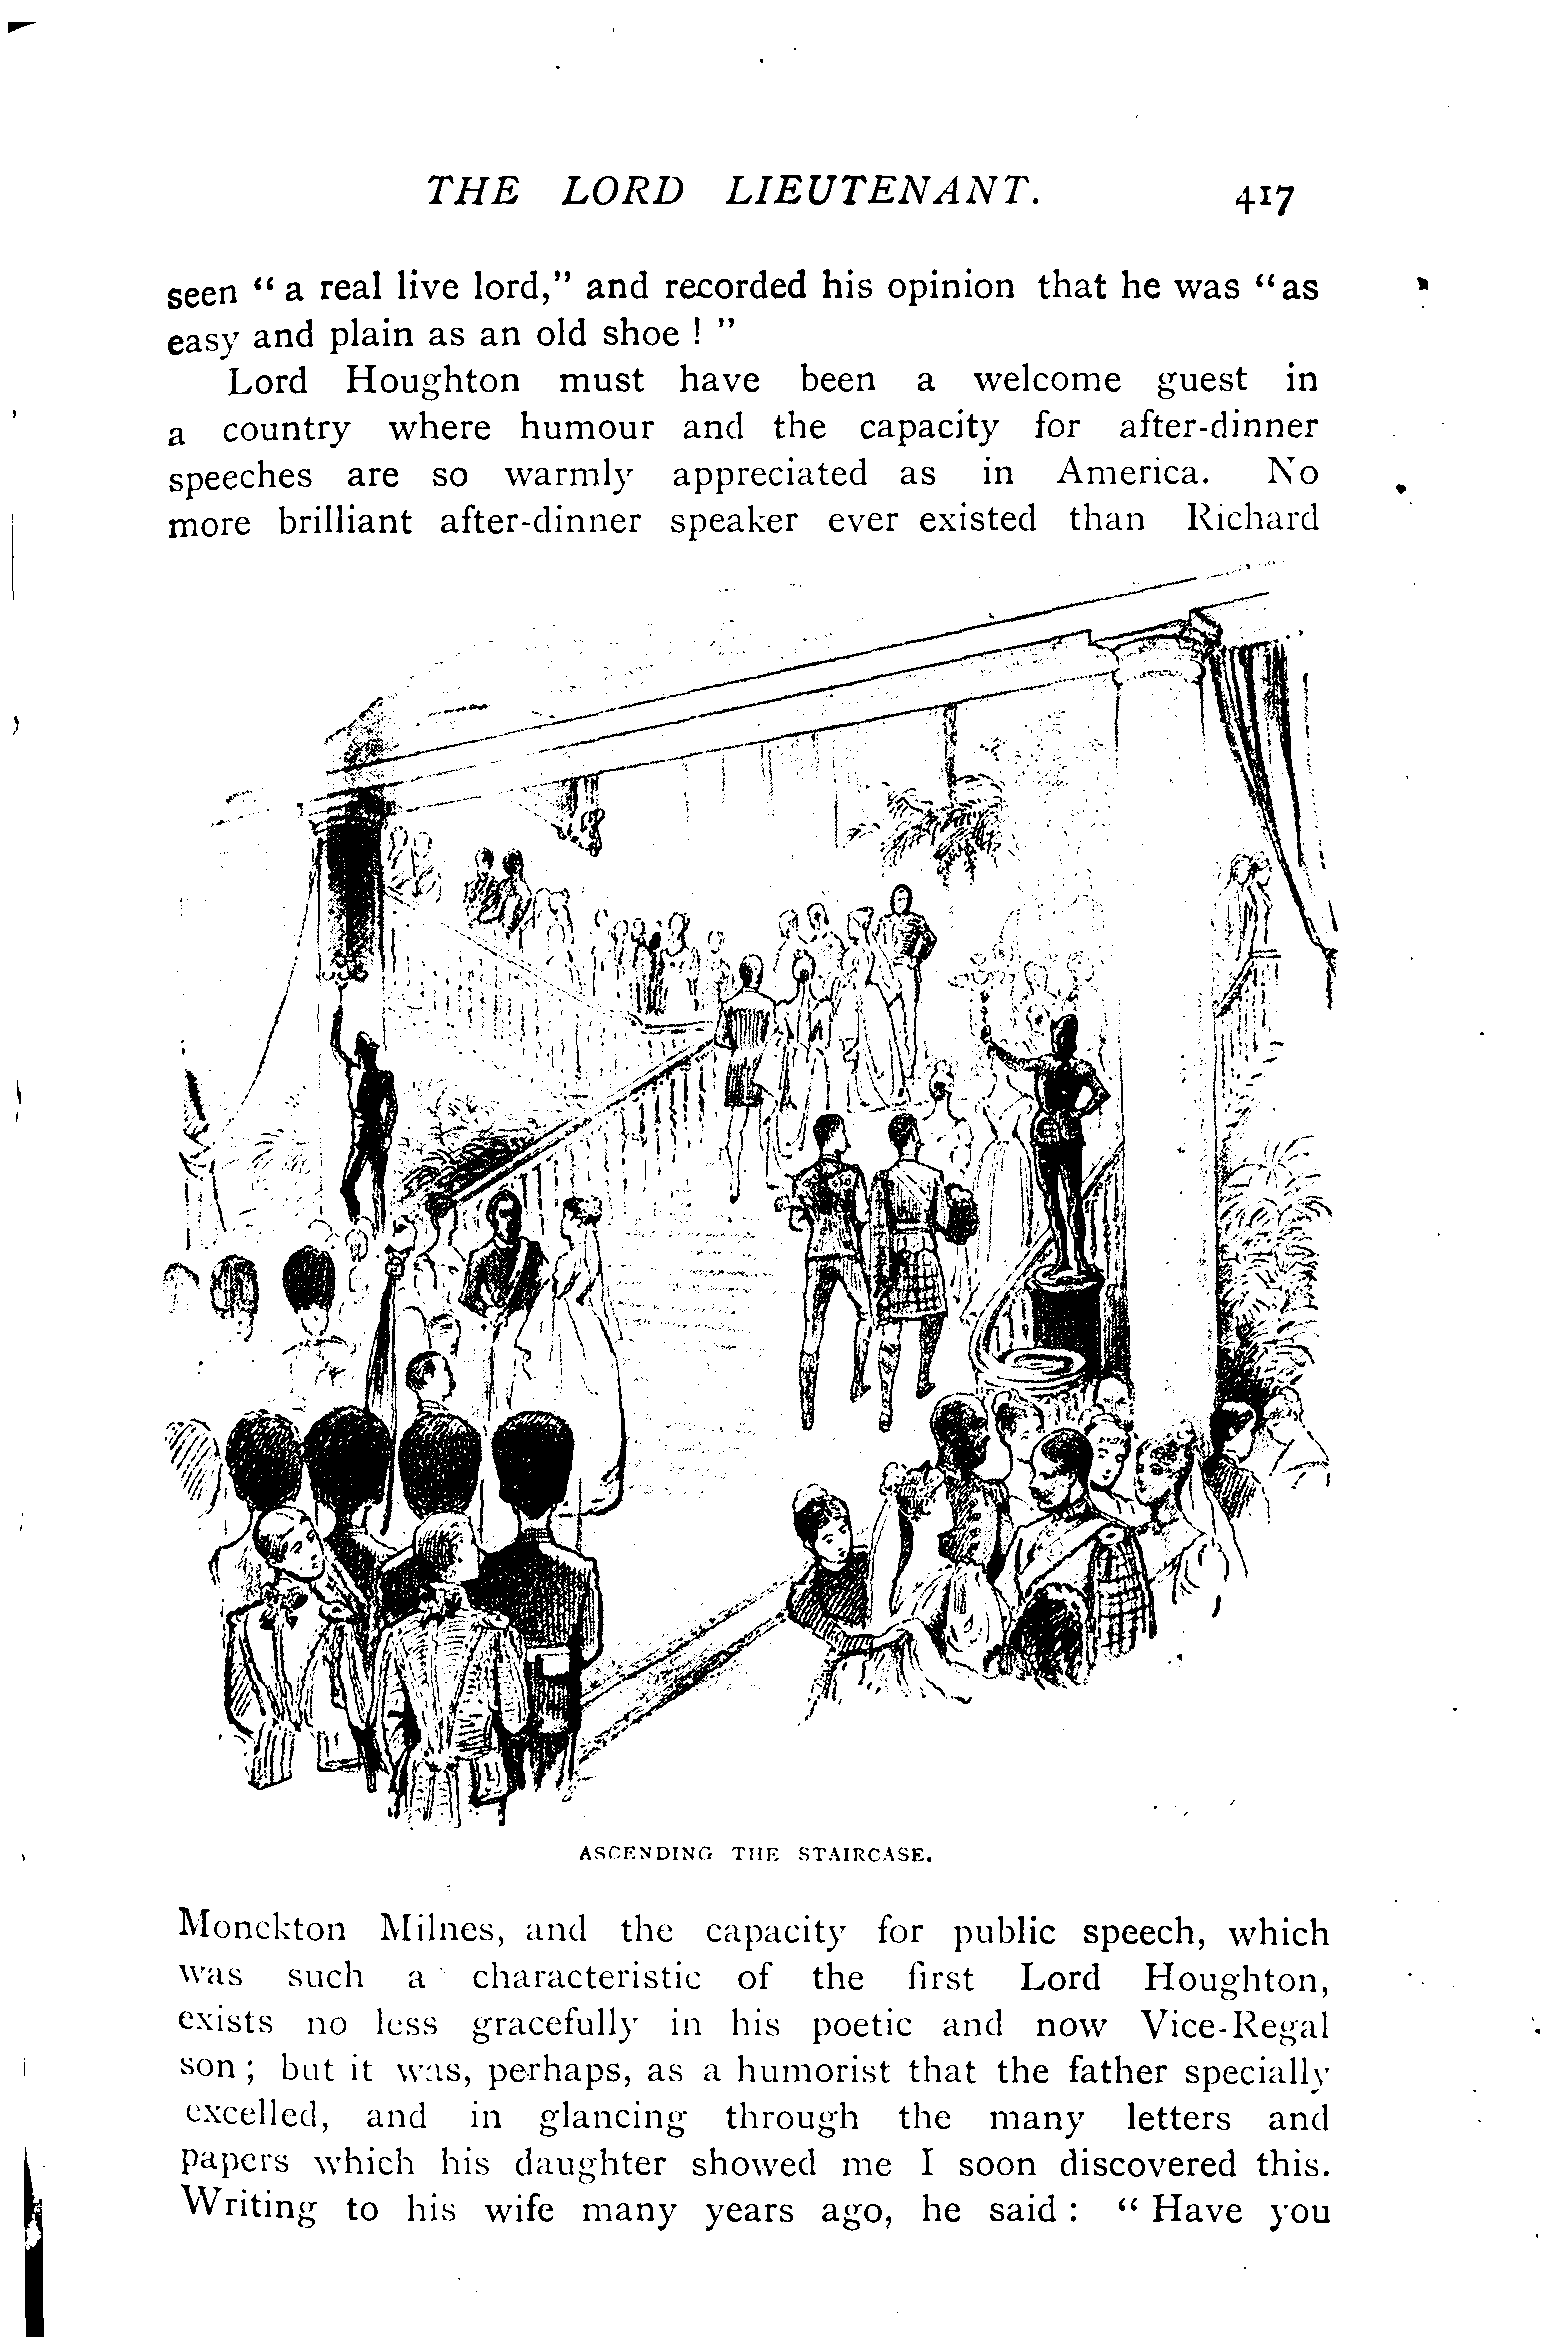 THE LORD LIEUTENANT. 417
seen “ a real live lord,” and recorded his opinion that he was “as
easy and plain as an old shoe ! ”
Lord Houghton must have been a welcome guest in
a country where humour and the capacity for after-dinner
speeches are so warmly appreciated as in America. No
more brilliant after-dinner speaker ever existed than Richard
ASCENDING THE STAIRCASE.
Monckton Milnes, and the capacity for public speech, which
was such a characteristic of the first Lord Houghton,
exists no less gracefully in his poetic and now Vice-Regal
son ; but it was, perhaps, as a humorist that the father specially
excelled, and in glancing through the many letters and
papers which his daughter showed me I soon discovered this.
Writing to his wife many years ago, he said : “ Have you